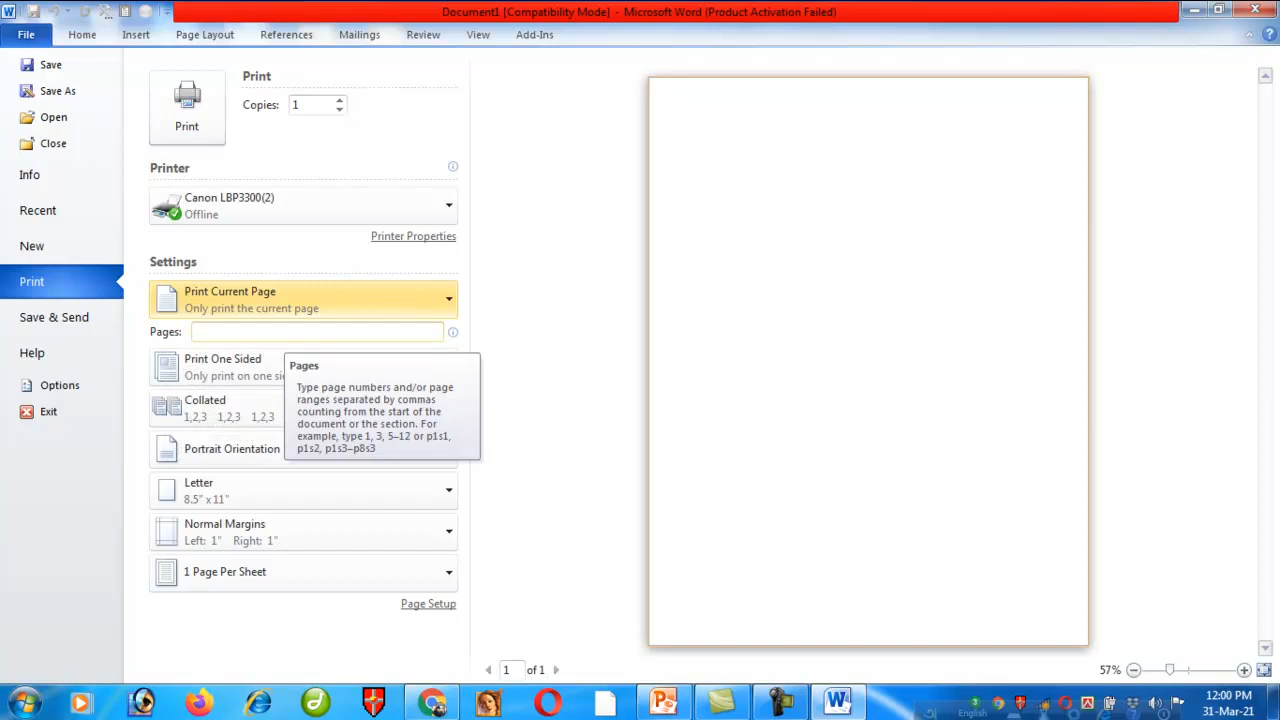 Document1 [Compatibility Mode] - Microsoft Word (Product Activation Failed)
File Home Insert Page Layout References Mailings Review View Add-Ins
Save
Save As
Open
Close
Info
Recent
New
Print
Save & Send
Help
Options
Exit
Print
Print
Copies: 1
Printer
Canon LBP3300(2)
Offline
Printer Properties
Settings
Print Current Page
Only print the current page
Pages:
Print One Sided
Only print on one si
Collated
1,2,3 1,2,3 1,2,3
Portrait Orientation
Letter
8.5" x 11"
Normal Margins
Left: 1" Right: 1"
1 Page Per Sheet
Page Setup
Pages
Type page numbers and/or page
ranges separated by commas
counting from the start of the
document or the section. For
example, type 1, 3, 5–12 or p1s1,
p1s2, p1s3–p8s3
1 of 1
57%
English
12:00 PM
31-Mar-21